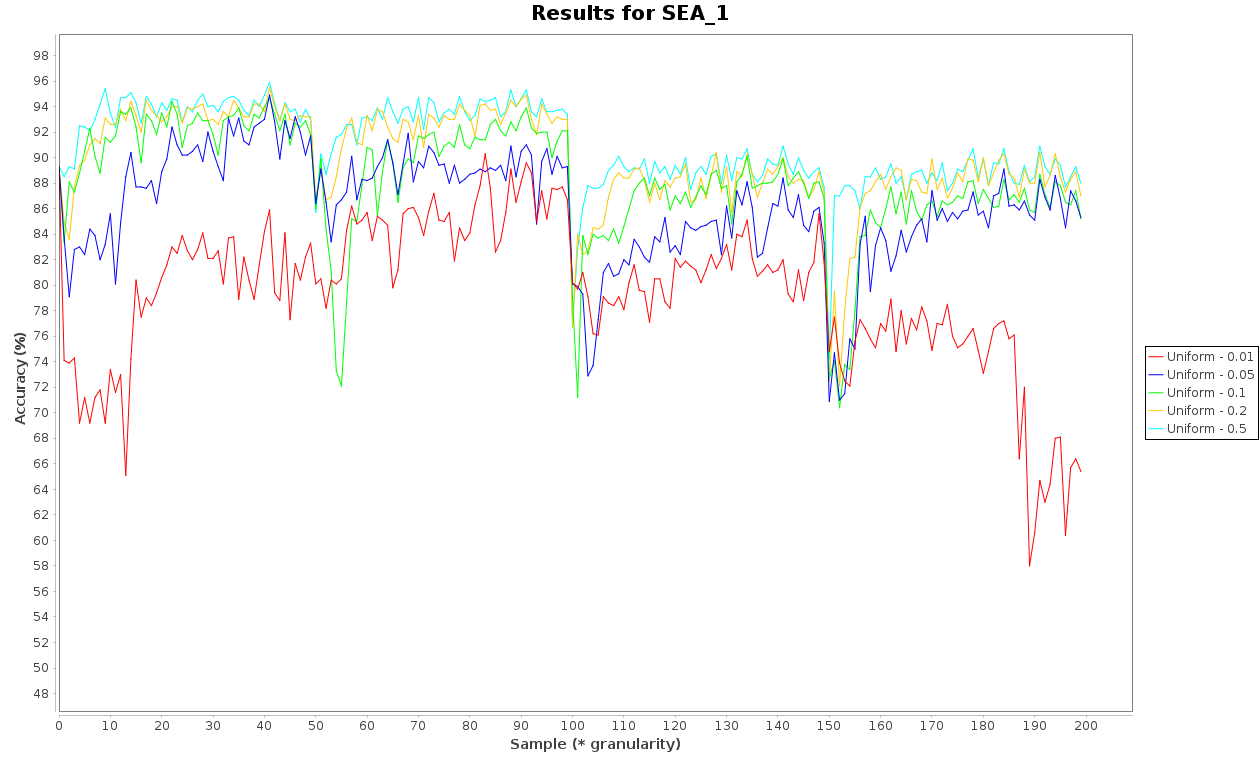 Results for SEA_1
Accuracy (%)
98
96
94
92
90
88
86
84
82
80
78
76
74
72
70
68
66
64
62
60
58
56
54
52
50
48
0 10 20 30 40 50 60 70 80 90 100 110 120 130 140 150 160 170 180 190 200
Sample (* granularity)
Uniform - 0.01
Uniform - 0.05
Uniform - 0.1
Uniform - 0.2
Uniform - 0.5